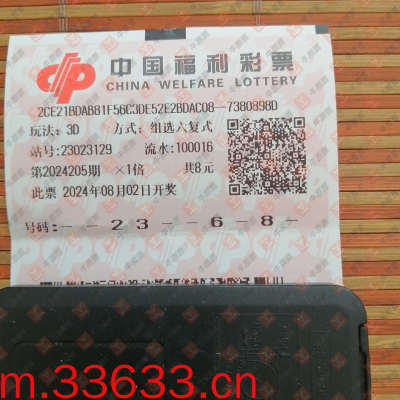 中国福利彩票
CHINA WELFARE LOTTERY
2CE21BDABB1F56C3DE52E2BDAC08-7380898D
玩法:3D 方式:组选六复式
站号:23023129 流水:100016
第2024205期 ×1倍 共8元
此票 2024年08月02日开奖
号码:--23--6-8-
m.33633.cn